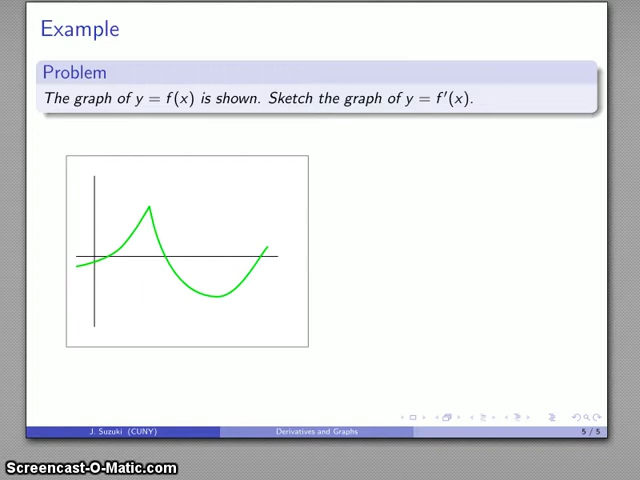 Example
Problem
The graph of y = f(x) is shown. Sketch the graph of y = f′(x).
J. Suzuki (CUNY) Derivatives and Graphs 5 / 5
Screencast-O-Matic.com